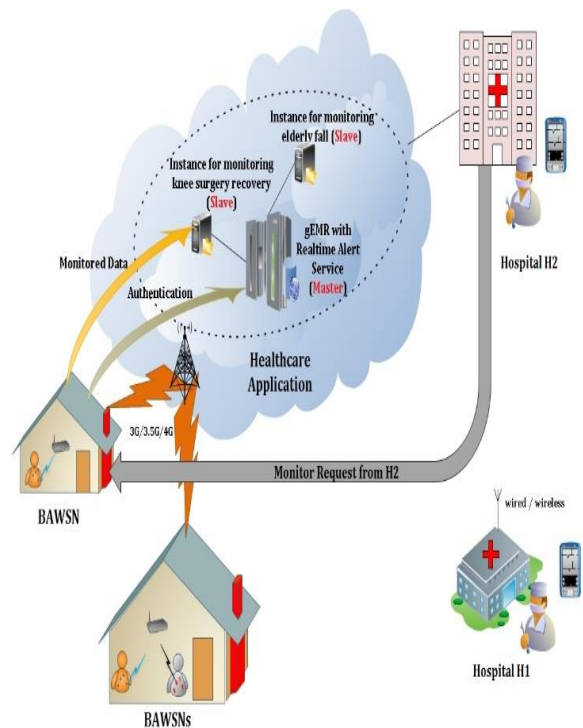 Instance for monitoring
elderly fall (Slave)
Instance for monitoring
knee surgery recovery
(Slave)
gEMR with
Realtime Alert
Service
(Master)
Hospital H2
Monitored Data
Authentication
Healthcare
Application
3G/3.5G/4G
Monitor Request from H2
BAWSN
wired / wireless
Hospital H1
BAWSNs